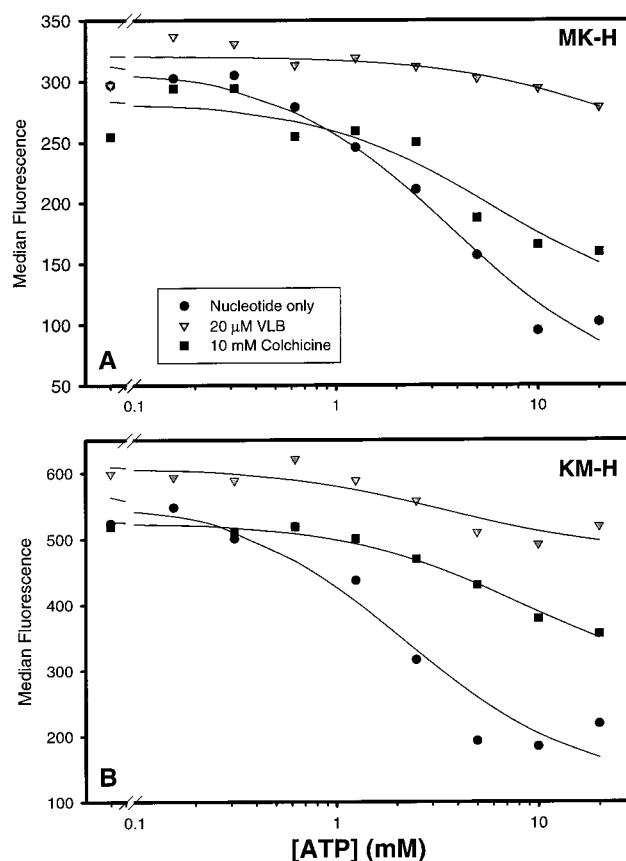 MK-H
350
300
250
200
150
100
50
Median Fluorescence
Nucleotide only
20 μM VLB
10 mM Colchicine
A
0.1
1
10
KM-H
600
500
400
300
200
100
Median Fluorescence
B
0.1
1
10
[ATP] (mM)